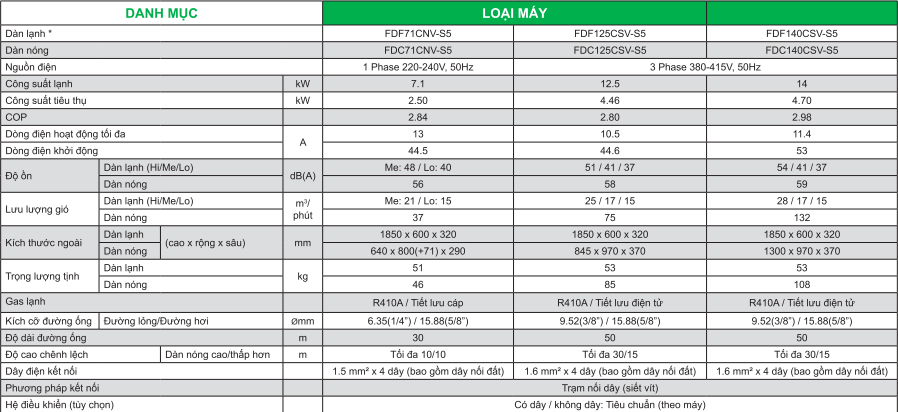 DANH MỤC LOẠI MÁY
Dàn lạnh * FDF71CNV-S5 FDF125CSV-S5 FDF140CSV-S5
Dàn nóng FDC71CNV-S5 FDC125CSV-S5 FDC140CSV-S5
Nguồn điện 1 Phase 220-240V, 50Hz 3 Phase 380-415V, 50Hz
Công suất lạnh kW 7.1 12.5 14
Công suất tiêu thụ kW 2.50 4.46 4.70
COP 2.84 2.80 2.98
Dòng điện hoạt động tối đa A 13 10.5 11.4
Dòng điện khởi động 44.5 44.6 53
Độ ồn Dàn lạnh (Hi/Me/Lo) dB(A) Me: 48 / Lo: 40 51 / 41 / 37 54 / 41 / 37
Dàn nóng 56 58 59
Lưu lượng gió Dàn lạnh (Hi/Me/Lo) m³/phút Me: 21 / Lo: 15 25 / 17 / 15 28 / 17 / 15
Dàn nóng 37 75 132
Kích thước ngoài Dàn lạnh (cao x rộng x sâu) mm 1850 x 600 x 320 1850 x 600 x 320 1850 x 600 x 320
Dàn nóng 640 x 800(+71) x 290 845 x 970 x 370 1300 x 970 x 370
Trọng lượng tịnh Dàn lạnh kg 51 53 53
Dàn nóng 46 85 108
Gas lạnh R410A / Tiết lưu cáp R410A / Tiết lưu điện tử R410A / Tiết lưu điện tử
Kích cỡ đường ống Đường lỏng/Đường hơi ømm 6.35(1/4”) / 15.88(5/8”) 9.52(3/8”) / 15.88(5/8”) 9.52(3/8”) / 15.88(5/8”)
Độ dài đường ống m 30 50 50
Độ cao chênh lệch Dàn nóng cao/thấp hơn m Tối đa 10/10 Tối đa 30/15 Tối đa 30/15
Dây điện kết nối 1.5 mm² x 4 dây (bao gồm dây nối đất) 1.6 mm² x 4 dây (bao gồm dây nối đất) 1.6 mm² x 4 dây (bao gồm dây nối đất)
Phương pháp kết nối Trạm nối dây (siết vít)
Hệ điều khiển (tùy chọn) Có dây / không dây: Tiêu chuẩn (theo máy)